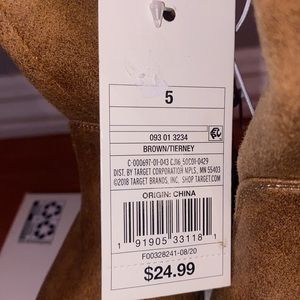 5
093 01 3234
BROWN/TIERNEY
C-000697-01-043 CJ16 50C01-0429
DIST. BY TARGET CORPORATION MPLS., MN 55403
©2018 TARGET BRANDS, INC. SHOP TARGET.COM
ORIGIN: CHINA
1 91905 33118 1
F00328241-08/20
$24.99